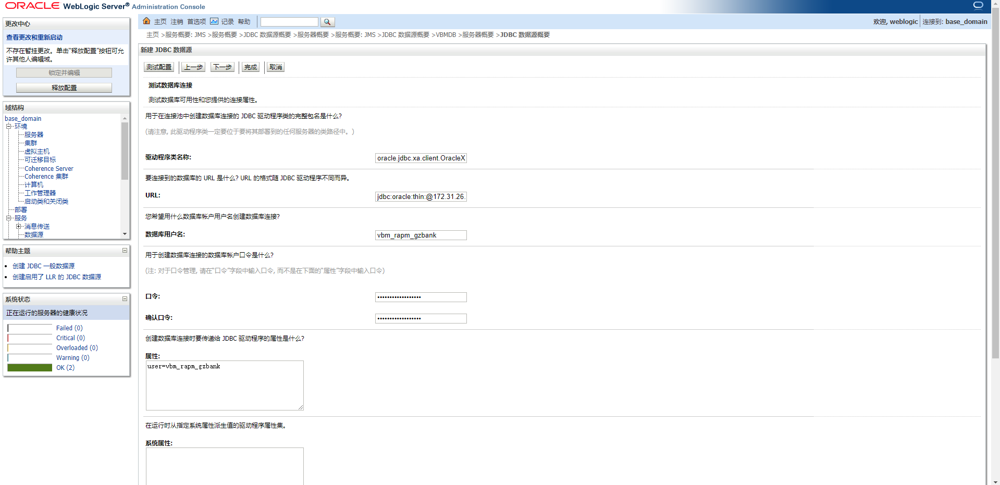 ORACLE WebLogic Server® Administration Console
更改中心
查看更改和重新启动
不存在暂挂更改。单击“释放配置”按钮可允
许其他人编辑域。
锁定并编辑
释放配置
域结构
base_domain
环境
服务器
集群
虚拟主机
可迁移目标
Coherence Server
Coherence 集群
计算机
工作管理器
启动类和关闭类
部署
服务
消息传送
数据源
帮助主题
创建 JDBC 一般数据源
创建启用了 LLR 的 JDBC 数据源
系统状态
正在运行的服务器的健康状况
Failed (0)
Critical (0)
Overloaded (0)
Warning (0)
OK (2)
主页 注销 首选项 记录 帮助
欢迎, weblogic 连接到: base_domain
主页 >服务概要: JMS >服务概要 >JDBC 数据源概要 >服务器概要 >服务概要: JMS >JDBC 数据源概要 >VBMDB >服务器概要 >JDBC 数据源概要
新建 JDBC 数据源
测试配置 上一步 下一步 完成 取消
测试数据库连接
测试数据库可用性和您提供的连接属性。
用于在连接池中创建数据库连接的 JDBC 驱动程序类的完整包名是什么?
(请注意, 此驱动程序类一定要位于要将其部署到的任何服务器的类路径中。)
驱动程序类名称: oracle.jdbc.xa.client.OracleX
要连接到的数据库的 URL 是什么? URL 的格式随 JDBC 驱动程序不同而异。
URL: jdbc:oracle:thin:@172.31.26.
您希望用什么数据库帐户用户名创建数据库连接?
数据库用户名: vbm_rapm_gzbank
用于创建数据库连接的数据库帐户口令是什么?
(注: 对于口令管理, 请在“口令”字段中输入口令, 而不是在下面的“属性”字段中输入口令)
口令: ••••••••••••••••••
确认口令: ••••••••••••••••••
创建数据库连接时要传递给 JDBC 驱动程序的属性是什么?
属性:
user=vbm_rapm_gzbank
在运行时从指定系统属性派生值的驱动程序属性集。
系统属性: